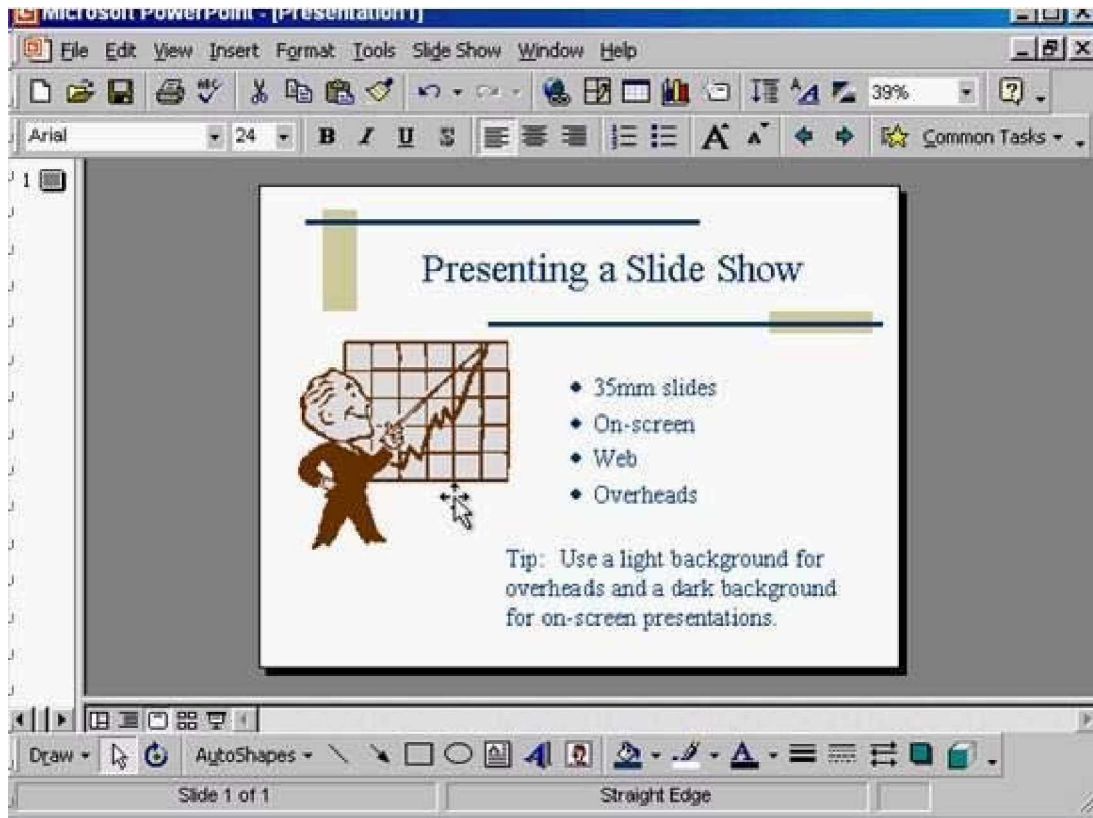 Microsoft PowerPoint - [Presentation1]
File Edit View Insert Format Tools Slide Show Window Help
39%
Arial 24 B I U S A A Common Tasks
1
Presenting a Slide Show
35mm slides
On-screen
Web
Overheads
Tip: Use a light background for
overheads and a dark background
for on-screen presentations.
Draw AutoShapes A A
Slide 1 of 1 Straight Edge